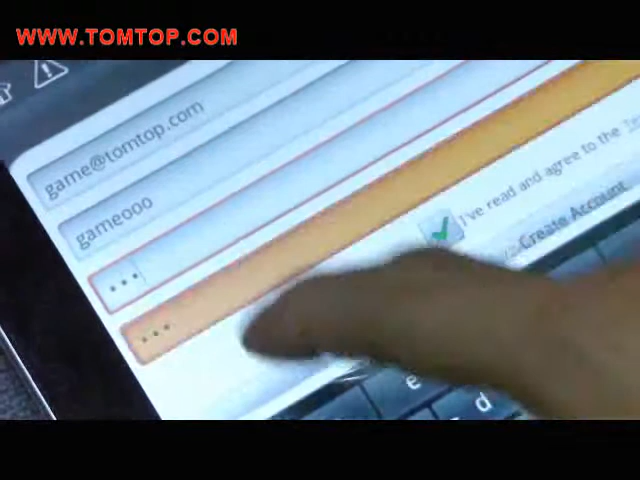 WWW.TOMTOP.COM
game@tomtop.com
gameooo
•••
•••
I've read and agree to the
Create Account
e
d